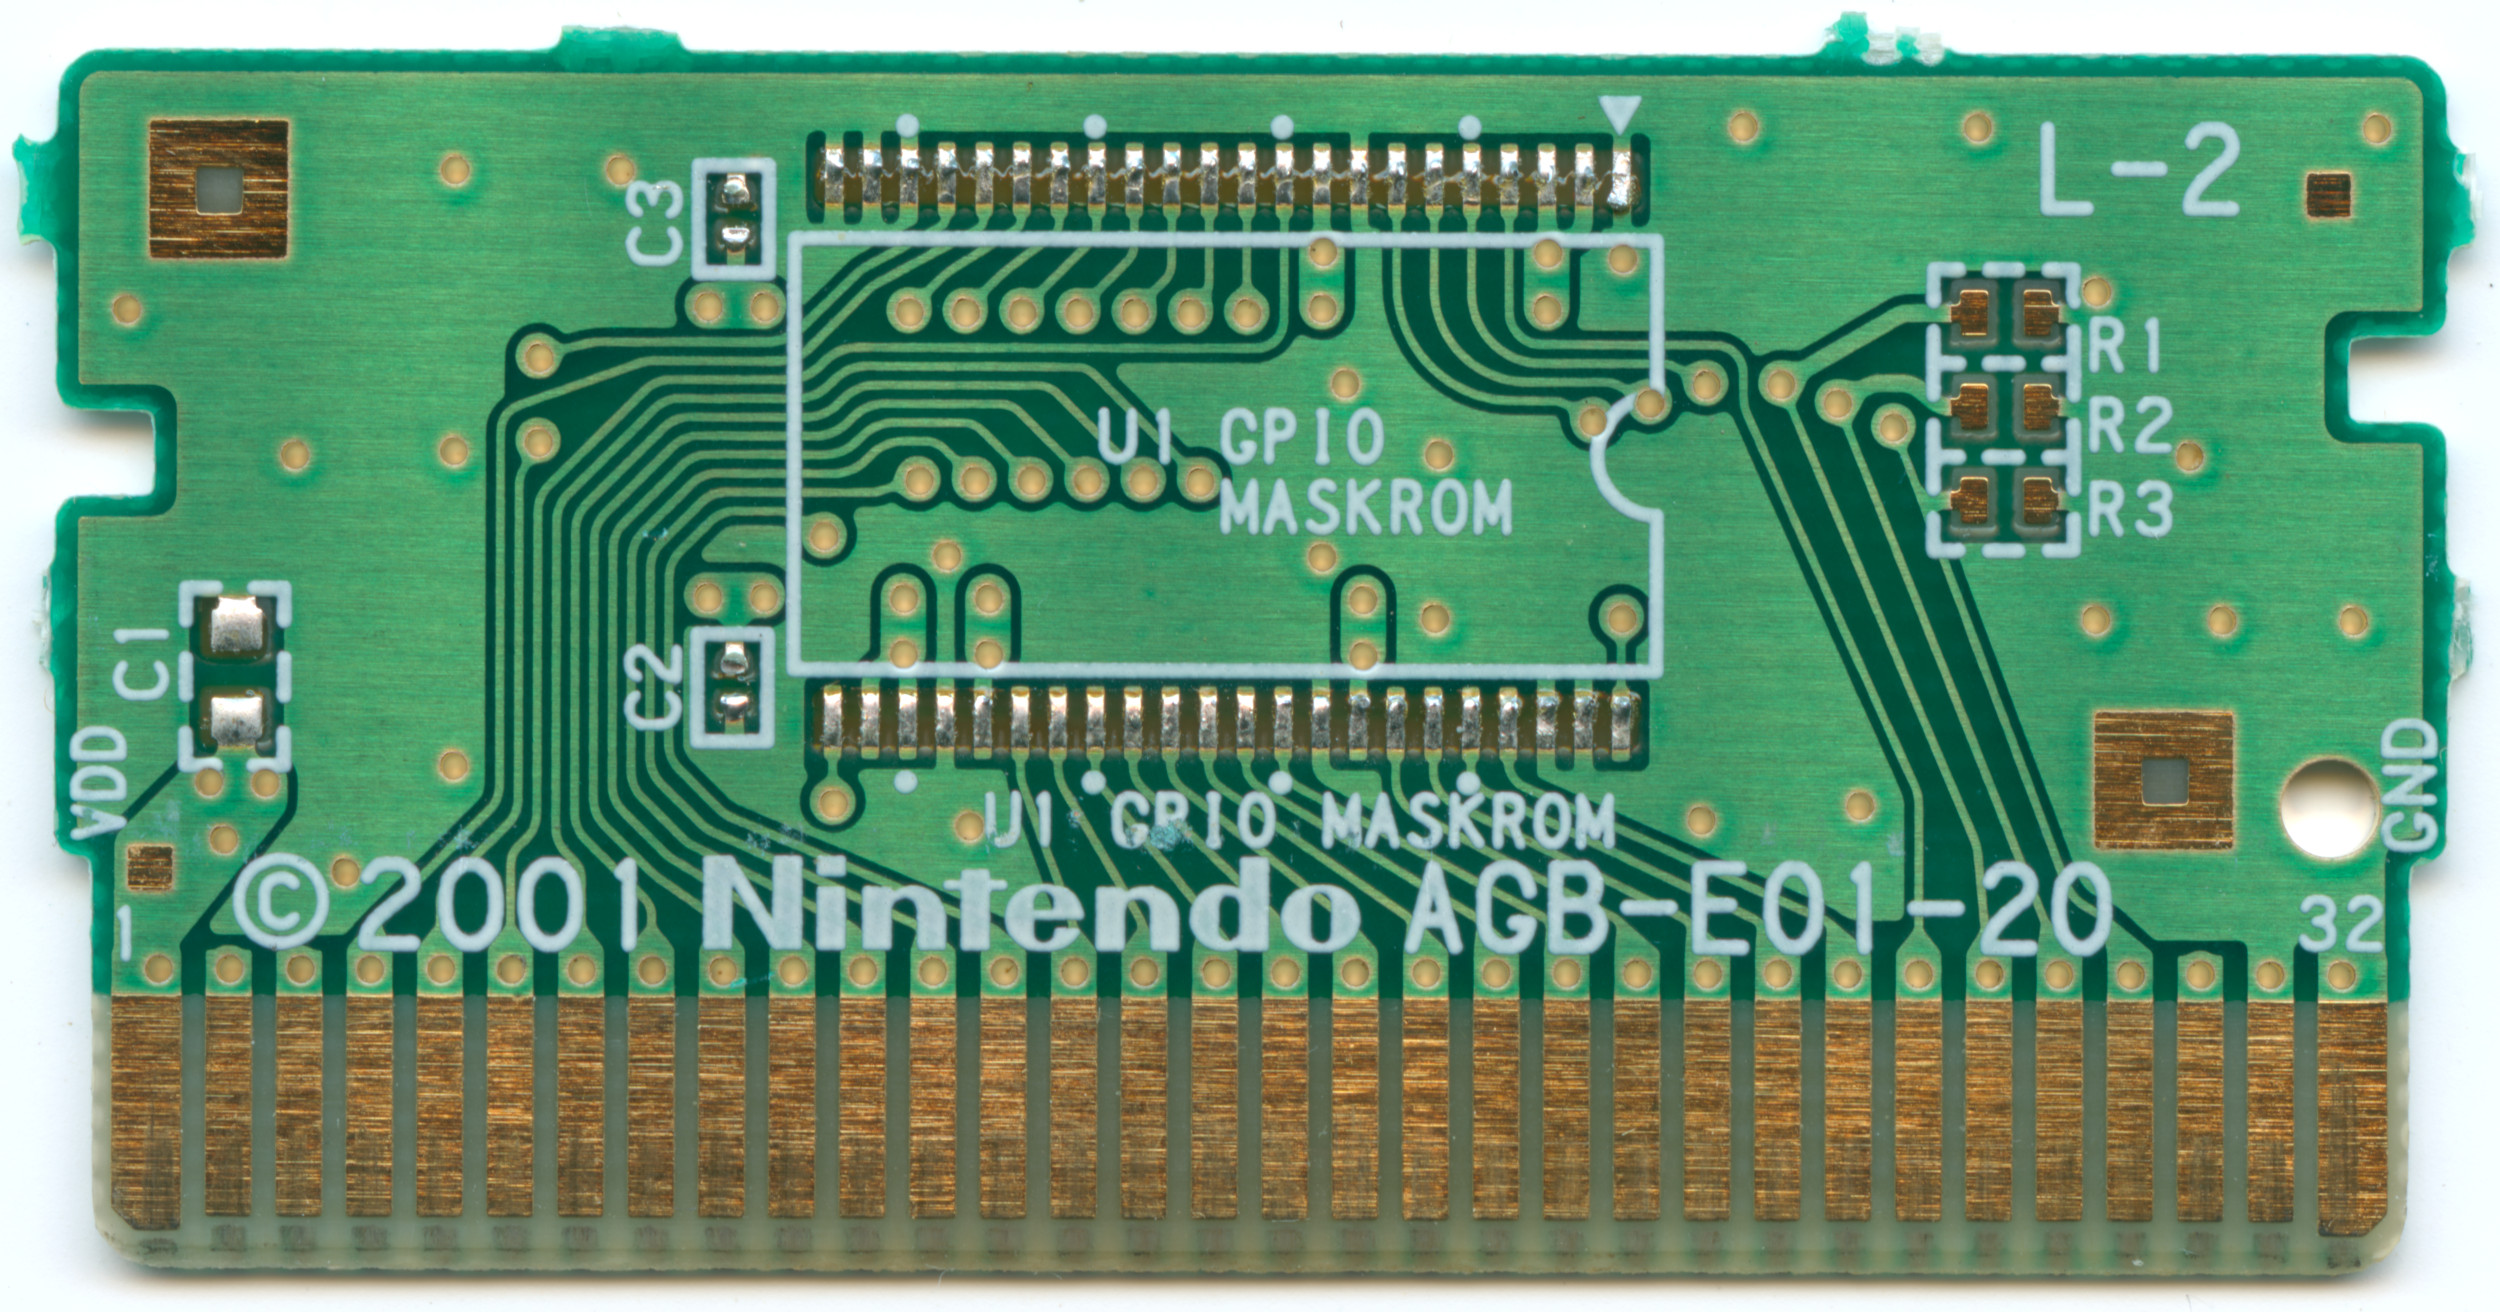 L-2
C3
R1
U1 GPIO
MASKROM
R2
R3
C1
C2
VDD
GND
U1 GPIO MASKROM
©2001 Nintendo AGB-E01-20
1
32